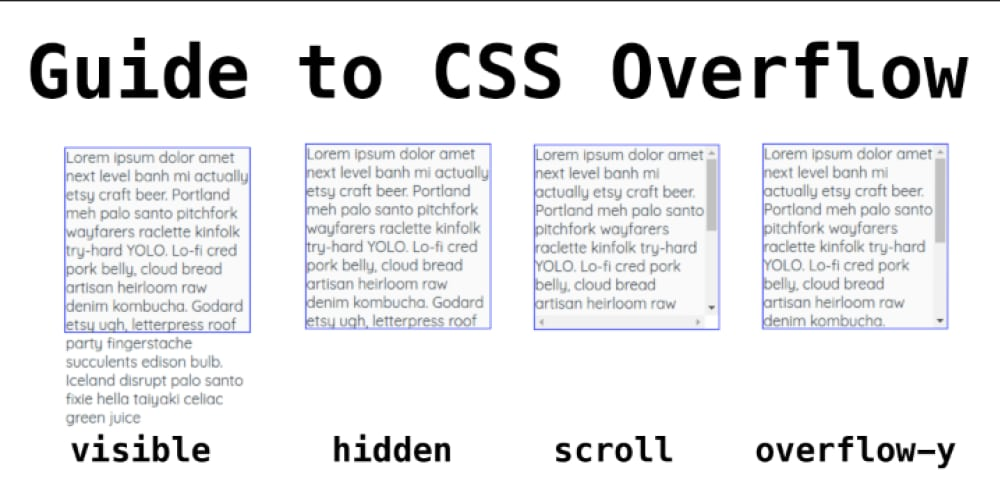 Guide to CSS Overflow
Lorem ipsum dolor amet
next level banh mi actually
etsy craft beer. Portland
meh palo santo pitchfork
wayfarers raclette kinfolk
try-hard YOLO. Lo-fi cred
pork belly, cloud bread
artisan heirloom raw
denim kombucha. Godard
etsy ugh, letterpress roof
party fingerstache
succulents edison bulb.
Iceland disrupt palo santo
fixie hella taiyaki celiac
green juice
visible
Lorem ipsum dolor amet
next level banh mi actually
etsy craft beer. Portland
meh palo santo pitchfork
wayfarers raclette kinfolk
try-hard YOLO. Lo-fi cred
pork belly, cloud bread
artisan heirloom raw
denim kombucha. Godard
etsy ugh, letterpress roof
hidden
Lorem ipsum dolor amet
next level banh mi
actually etsy craft beer.
Portland meh palo santo
pitchfork wayfarers
raclette kinfolk try-hard
YOLO. Lo-fi cred pork
belly, cloud bread
artisan heirloom raw
scroll
Lorem ipsum dolor amet
next level banh mi
actually etsy craft beer.
Portland meh palo santo
pitchfork wayfarers
raclette kinfolk try-hard
YOLO. Lo-fi cred pork
belly, cloud bread
artisan heirloom raw
denim kombucha.
overflow-y